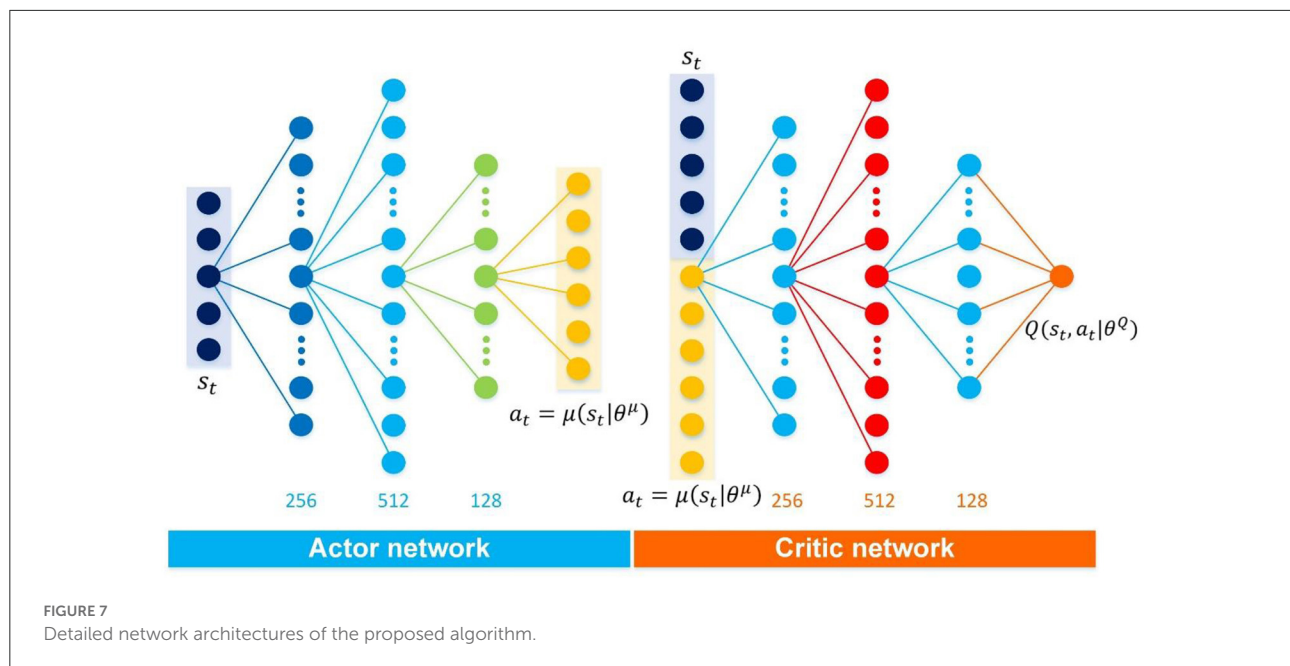 s_t
s_t
Q(s_t, a_t|θ^Q)
a_t = μ(s_t|θ^μ)
a_t = μ(s_t|θ^μ)
256 512 128 256 512 128
Actor network Critic network
FIGURE 7
Detailed network architectures of the proposed algorithm.